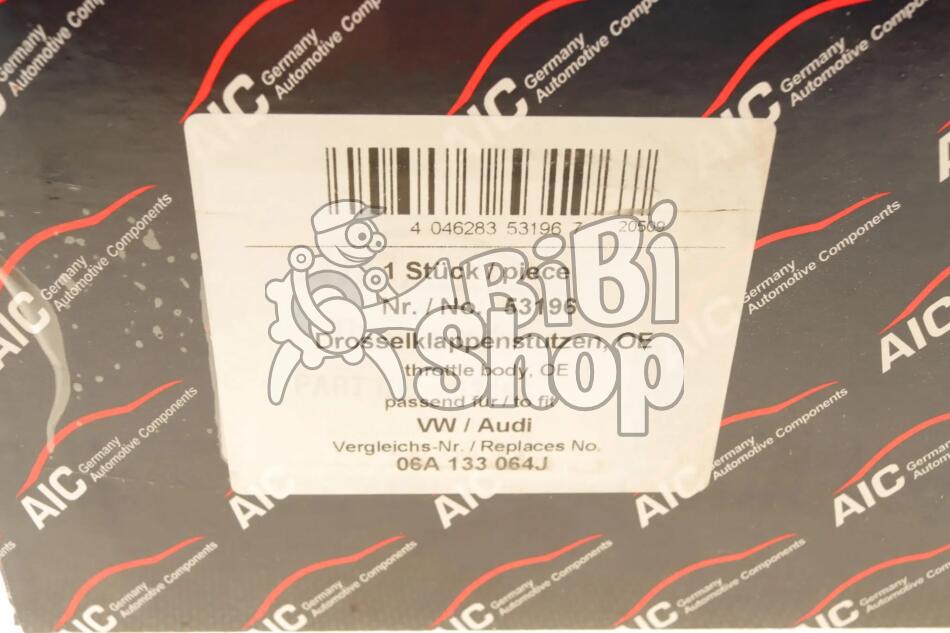 AIC Germany Automotive Components
4 046283 53196 7 20509
1 Stück / piece
Nr. / No. 53196
Drosselklappenstutzen, OE
throttle body, OE
passend für / to fit
VW / Audi
Vergleichs-Nr. / Replaces No.
06A 133 064J
BiBi
Shop